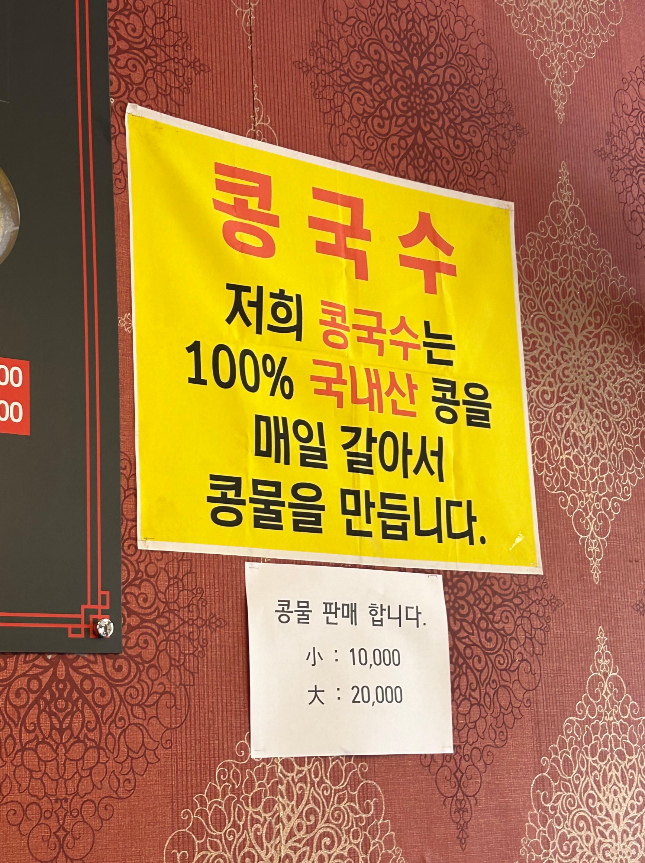 콩국수
저희 콩국수는
100% 국내산 콩을
매일 갈아서
콩물을 만듭니다.
콩물 판매 합니다.
小 : 10,000
大 : 20,000
00
00